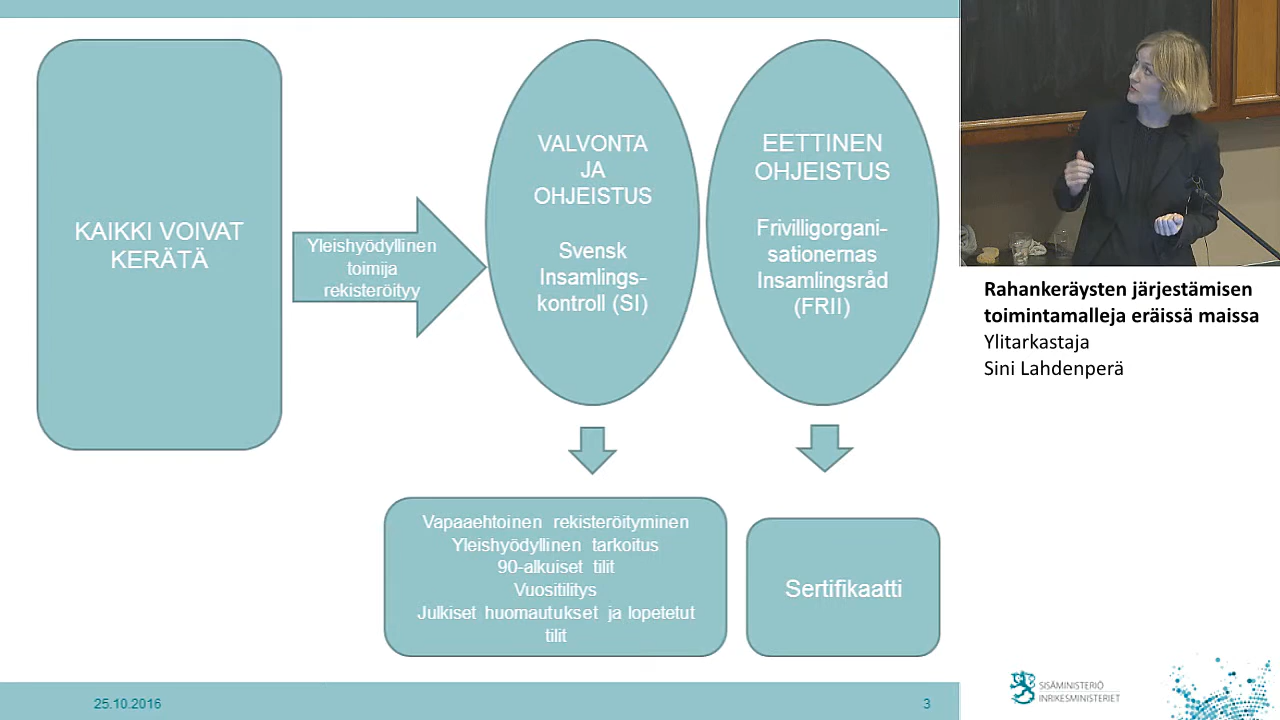 KAIKKI VOIVAT
KERÄTÄ
Yleishyödyllinen
toimija
rekisteröityy
VALVONTA
JA
OHJEISTUS
Svensk
Insamlings-
kontroll (SI)
EETTINEN
OHJEISTUS
Frivilligorgani-
sationernas
Insamlingsråd
(FRII)
Vapaaehtoinen rekisteröityminen
Yleishyödyllinen tarkoitus
90-alkuiset tilit
Vuositilitys
Julkiset huomautukset ja lopetetut
tilit
Sertifikaatti
25.10.2016
3
Rahankeräysten järjestämisen
toimintamalleja eräissä maissa
Ylitarkastaja
Sini Lahdenperä
SISÄMINISTERIÖ
INRIKESMINISTERIET